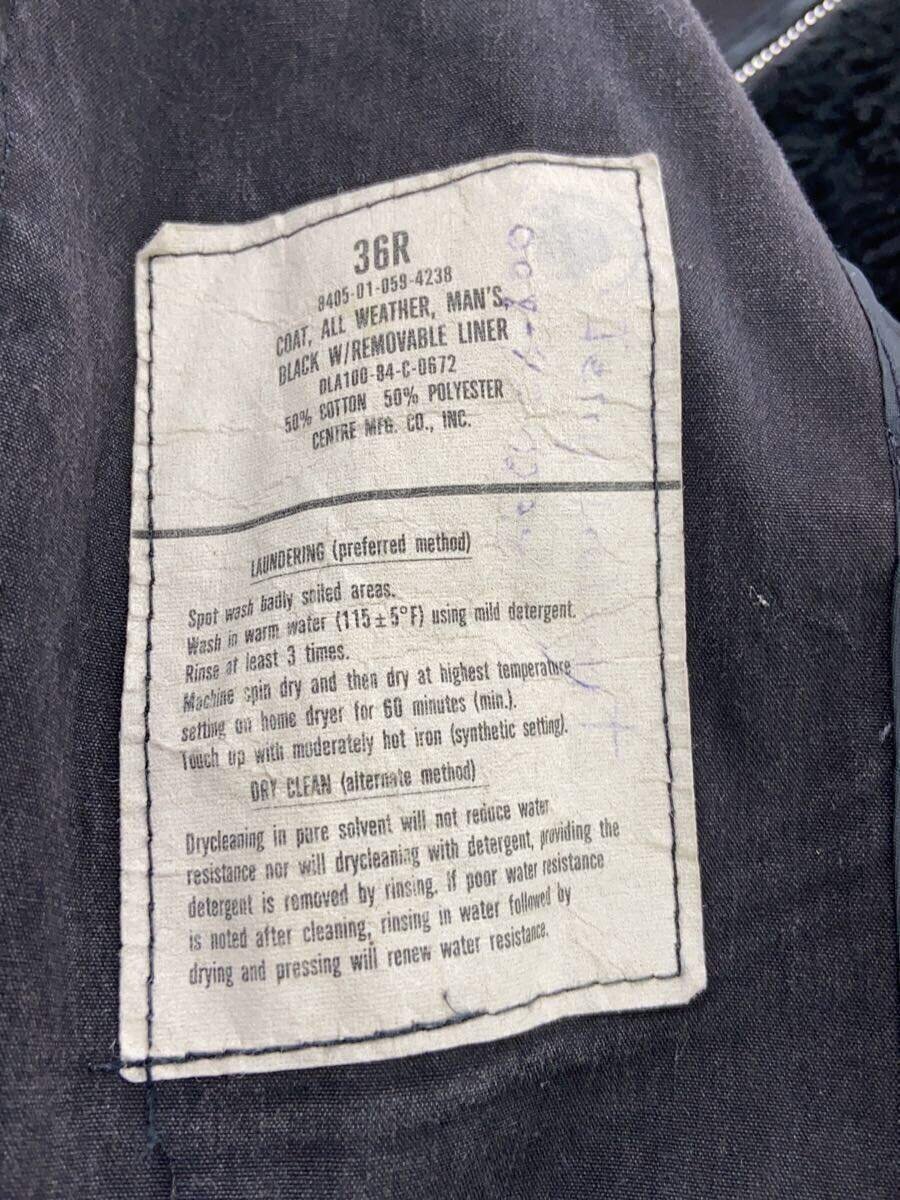 36R
8405-01-059-4238
COAT, ALL WEATHER, MAN'S,
BLACK W/REMOVABLE LINER
DLA100-84-C-0672
50% COTTON 50% POLYESTER
CENTRE MFG. CO., INC.
LAUNDERING (preferred method)
Spot wash badly soiled areas.
Wash in warm water (115±5°F) using mild detergent.
Rinse at least 3 times.
Machine spin dry and then dry at highest temperature
setting on home dryer for 60 minutes (min.).
Touch up with moderately hot iron (synthetic setting).
DRY CLEAN (alternate method)
Drycleaning in pure solvent will not reduce water
resistance nor will drycleaning with detergent, providing the
detergent is removed by rinsing. If poor water resistance
is noted after cleaning, rinsing in water followed by
drying and pressing will renew water resistance.